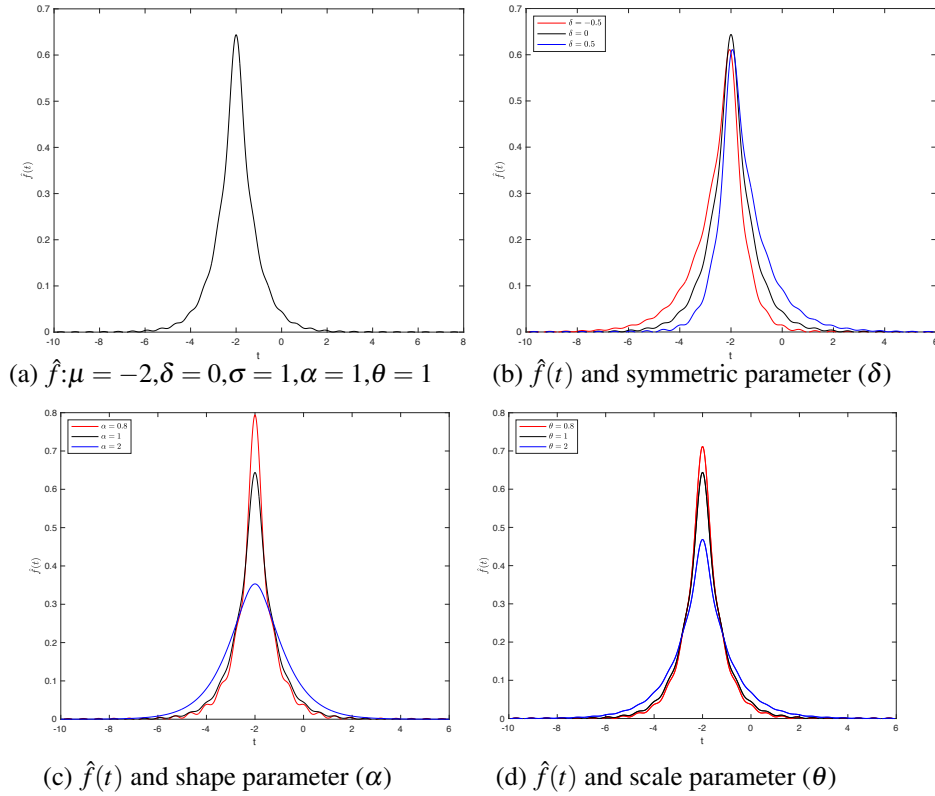 0.7
0.6
0.5
0.4
0.3
0.2
0.1
0
f̂(t)
-10 -8 -6 -4 -2 0 2 4 6 8
t
(a) f̂:μ = −2,δ = 0,σ = 1,α = 1,θ = 1
δ = −0.5
δ = 0
δ = 0.5
0.7
0.6
0.5
0.4
0.3
0.2
0.1
0
f̂(t)
-10 -8 -6 -4 -2 0 2 4 6
t
(b) f̂(t) and symmetric parameter (δ)
α = 0.8
α = 1
α = 2
0.8
0.7
0.6
0.5
0.4
0.3
0.2
0.1
0
f̂(t)
-10 -8 -6 -4 -2 0 2 4 6
t
(c) f̂(t) and shape parameter (α)
θ = 0.8
θ = 1
θ = 2
0.8
0.7
0.6
0.5
0.4
0.3
0.2
0.1
0
f̂(t)
-10 -8 -6 -4 -2 0 2 4 6
t
(d) f̂(t) and scale parameter (θ)